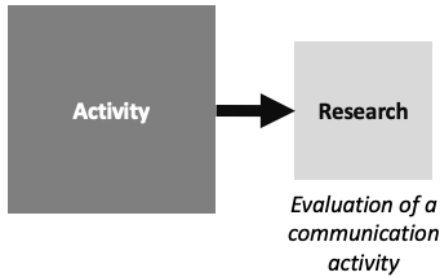 Activity
Research
Evaluation of a
communication
activity